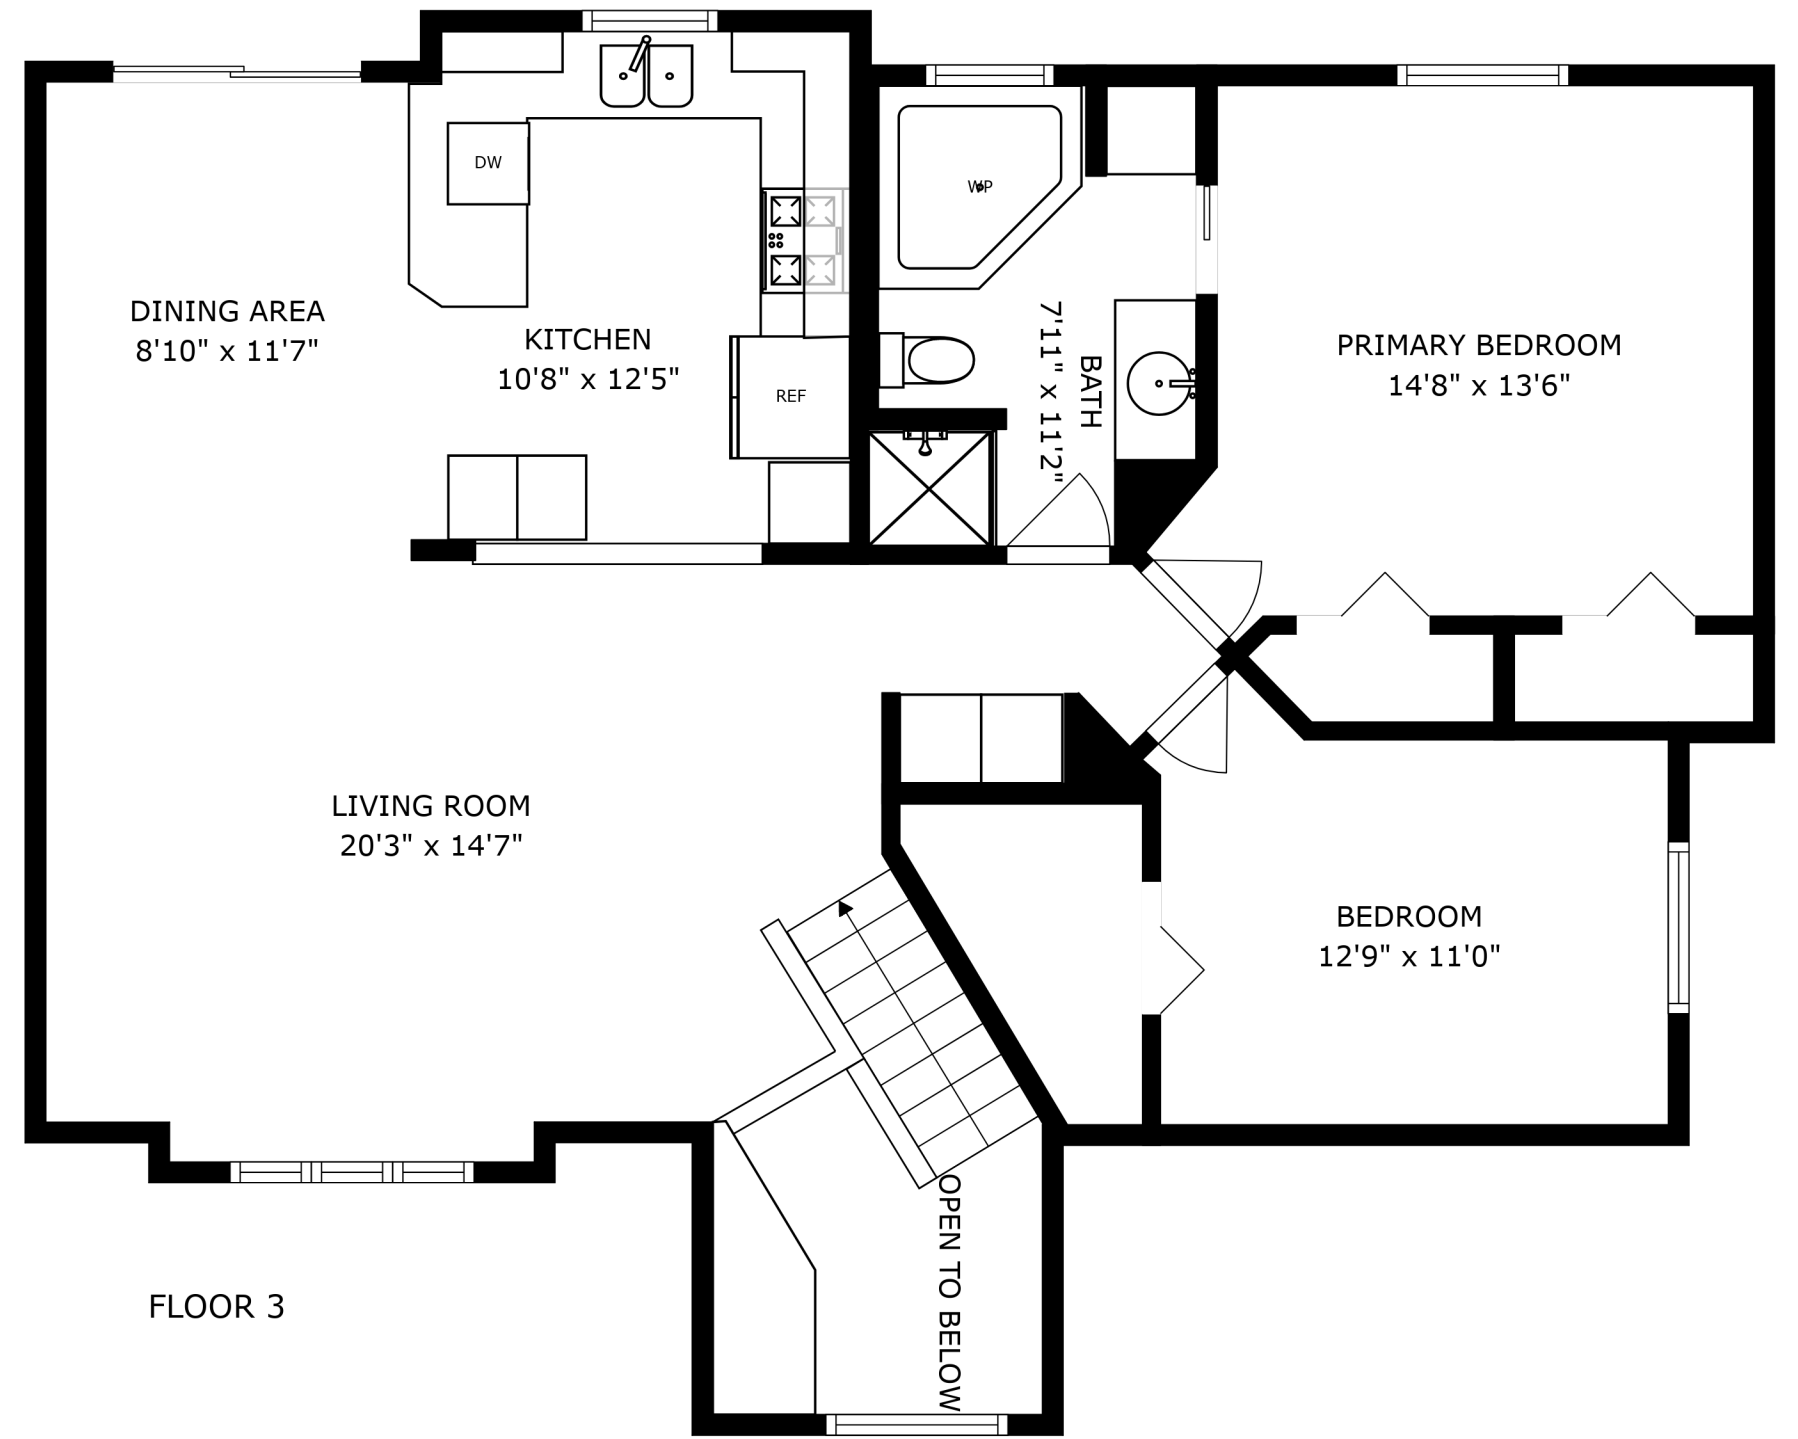 DW
WP
DINING AREA
8'10" x 11'7"
KITCHEN
10'8" x 12'5"
REF
BATH
7'11" x 11'2"
PRIMARY BEDROOM
14'8" x 13'6"
LIVING ROOM
20'3" x 14'7"
BEDROOM
12'9" x 11'0"
OPEN TO BELOW
FLOOR 3